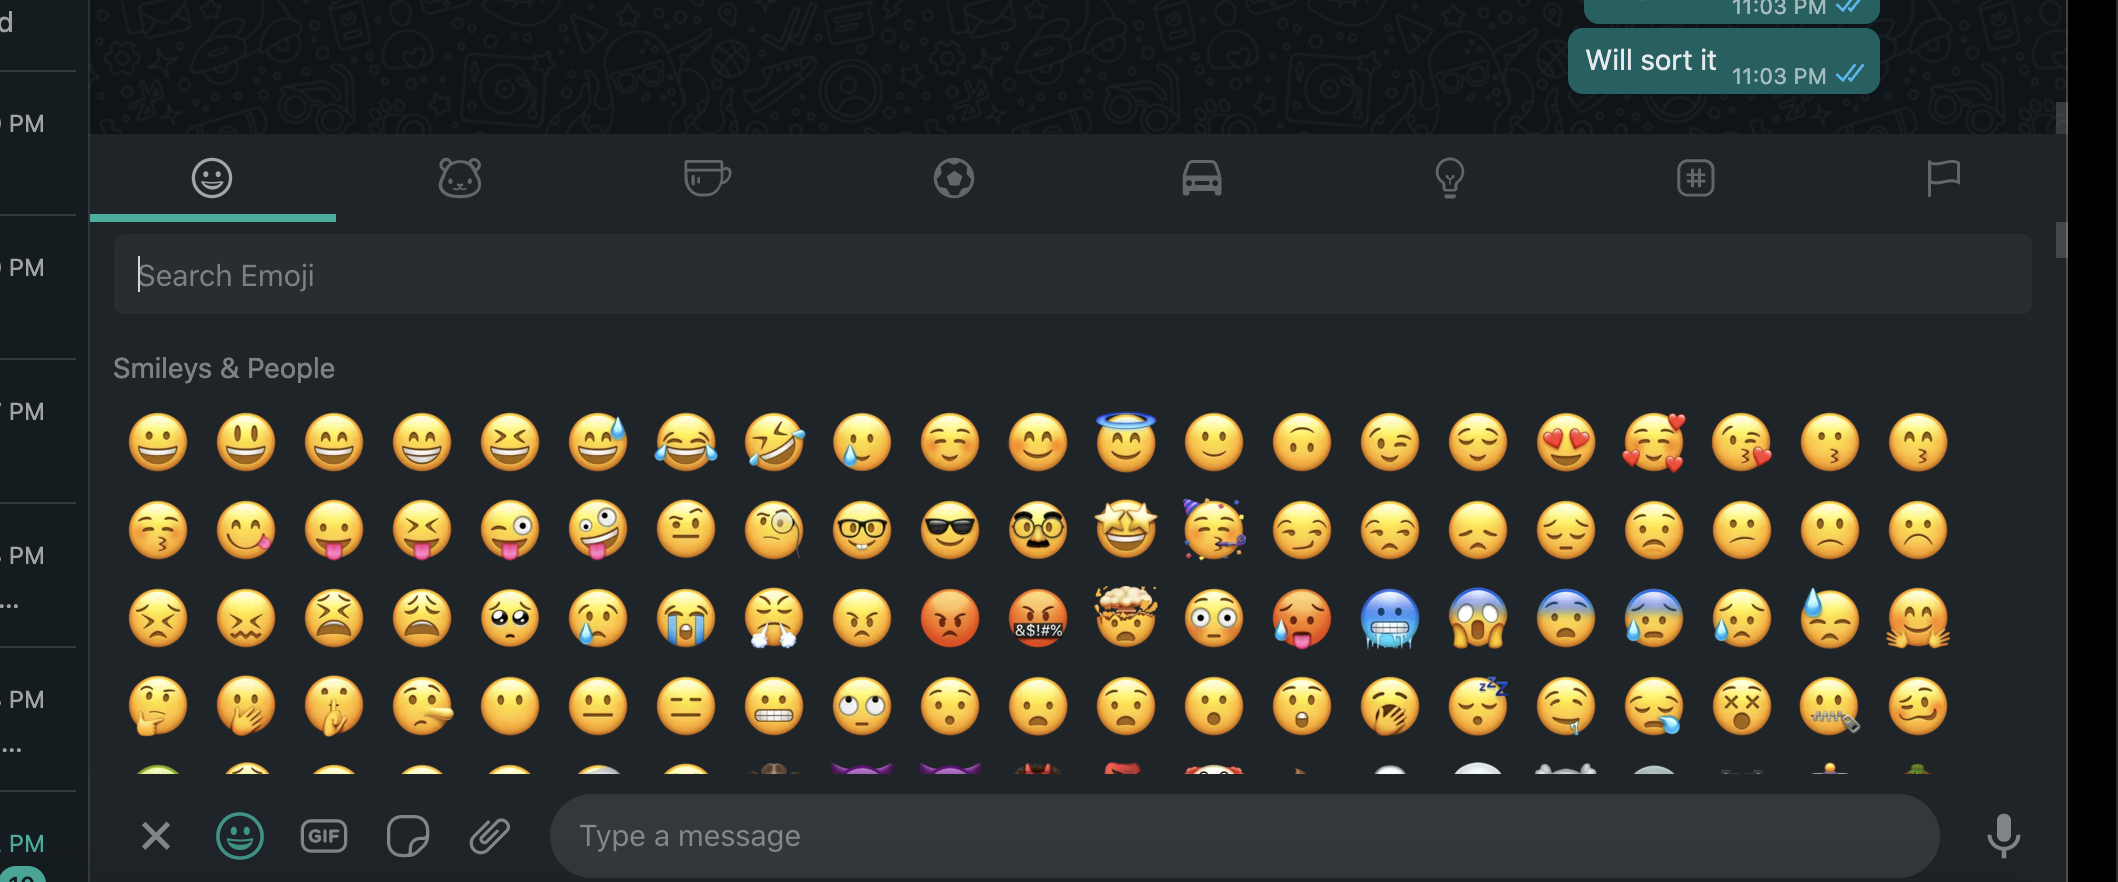 d
PM
PM
PM
PM
...
PM
...
PM
11:03 PM
Will sort it
11:03 PM
Search Emoji
Smileys & People
&$!#%
zzZ
GIF
Type a message